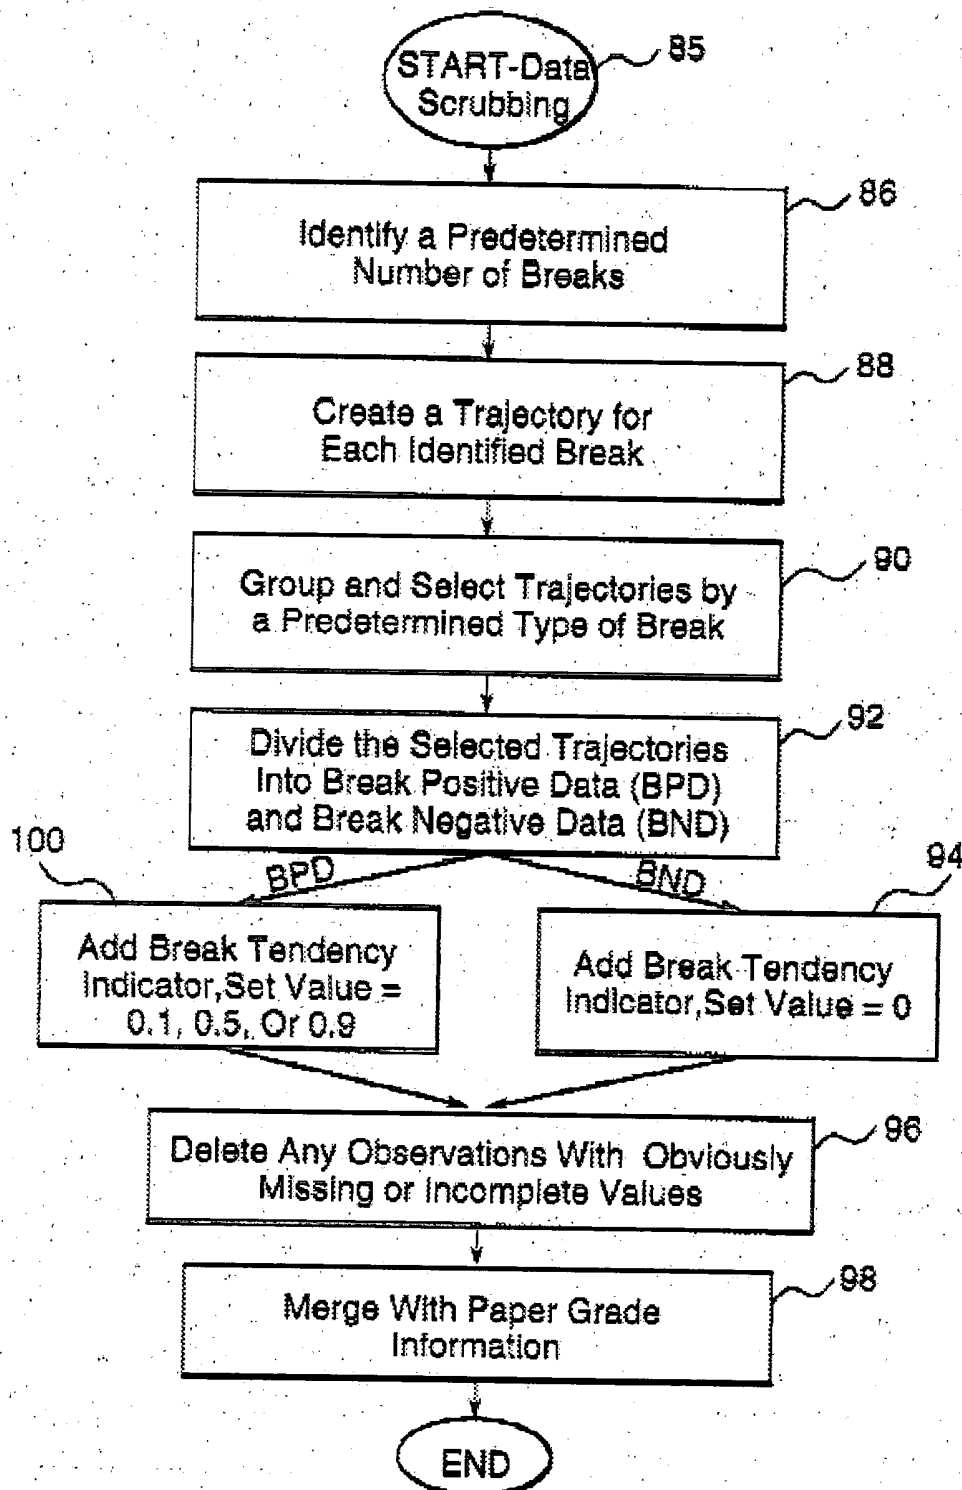 START-Data
Scrubbing
85
Identify a Predetermined
Number of Breaks
86
Create a Trajectory for
Each Identified Break
88
Group and Select Trajectories by
a Predetermined Type of Break
90
Divide the Selected Trajectories
Into Break Positive Data (BPD)
and Break Negative Data (BND)
92
100
BPD
BND
94
Add Break Tendency
Indicator,Set Value =
0.1, 0.5, Or 0.9
Add Break Tendency
Indicator,Set Value = 0
Delete Any Observations With Obviously
Missing or Incomplete Values
96
Merge With Paper Grade
Information
98
END